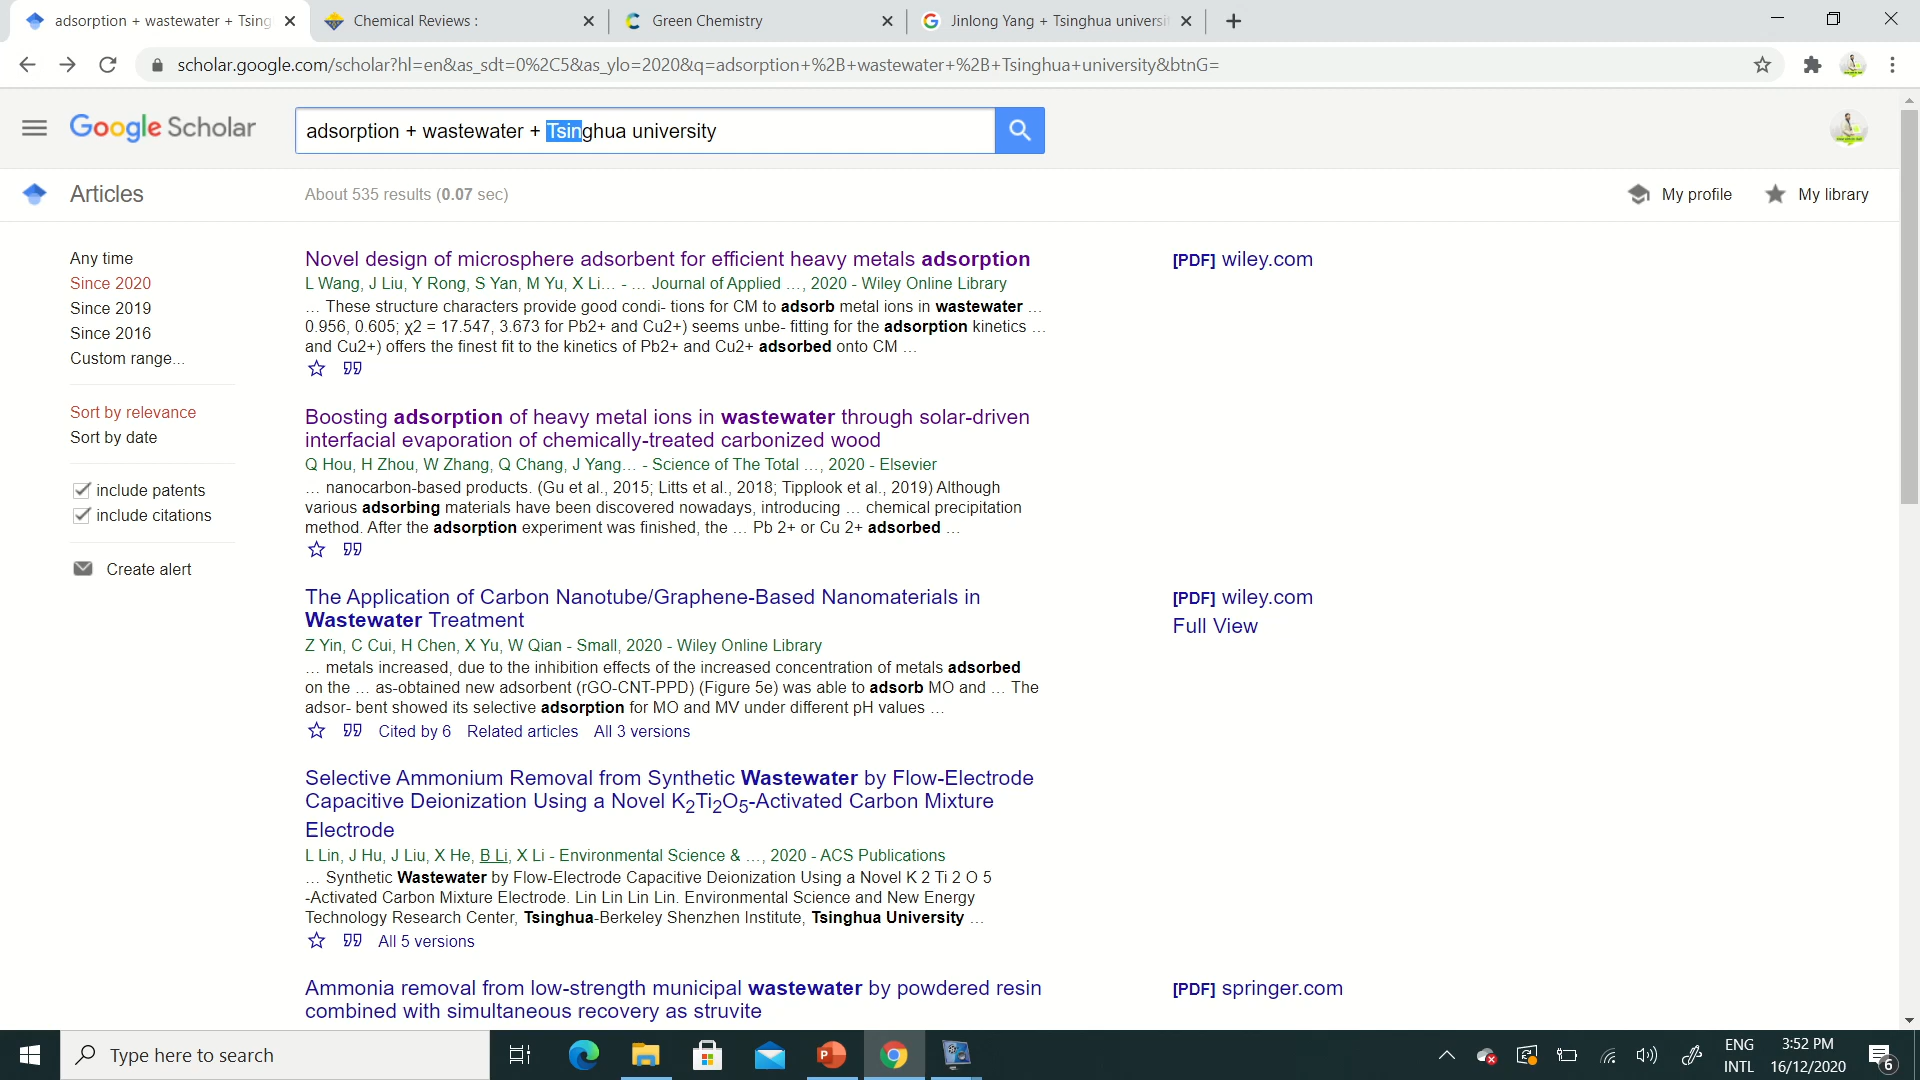 adsorption + wastewater + Tsing
Chemical Reviews :
Green Chemistry
Jinlong Yang + Tsinghua universit
scholar.google.com/scholar?hl=en&as_sdt=0%2C5&as_ylo=2020&q=adsorption+%2B+wastewater+%2B+Tsinghua+university&btnG=
Google Scholar
adsorption + wastewater + Tsinghua university
Articles
About 535 results (0.07 sec)
My profile
My library
Any time
Since 2020
Since 2019
Since 2016
Custom range...
Sort by relevance
Sort by date
include patents
include citations
Create alert
Novel design of microsphere adsorbent for efficient heavy metals adsorption
L Wang, J Liu, Y Rong, S Yan, M Yu, X Li... - ... Journal of Applied ..., 2020 - Wiley Online Library
... These structure characters provide good condi- tions for CM to adsorb metal ions in wastewater ...
0.956, 0.605; χ2 = 17.547, 3.673 for Pb2+ and Cu2+) seems unbe- fitting for the adsorption kinetics ...
and Cu2+) offers the finest fit to the kinetics of Pb2+ and Cu2+ adsorbed onto CM ...
[PDF] wiley.com
Boosting adsorption of heavy metal ions in wastewater through solar-driven
interfacial evaporation of chemically-treated carbonized wood
Q Hou, H Zhou, W Zhang, Q Chang, J Yang... - Science of The Total ..., 2020 - Elsevier
... nanocarbon-based products. (Gu et al., 2015; Litts et al., 2018; Tipplook et al., 2019) Although
various adsorbing materials have been discovered nowadays, introducing ... chemical precipitation
method. After the adsorption experiment was finished, the ... Pb 2+ or Cu 2+ adsorbed ...
The Application of Carbon Nanotube/Graphene-Based Nanomaterials in
Wastewater Treatment
Z Yin, C Cui, H Chen, X Yu, W Qian - Small, 2020 - Wiley Online Library
... metals increased, due to the inhibition effects of the increased concentration of metals adsorbed
on the ... as-obtained new adsorbent (rGO-CNT-PPD) (Figure 5e) was able to adsorb MO and ... The
adsor- bent showed its selective adsorption for MO and MV under different pH values ...
Cited by 6 Related articles All 3 versions
[PDF] wiley.com
Full View
Selective Ammonium Removal from Synthetic Wastewater by Flow-Electrode
Capacitive Deionization Using a Novel K2Ti2O5-Activated Carbon Mixture
Electrode
L Lin, J Hu, J Liu, X He, B Li, X Li - Environmental Science & ..., 2020 - ACS Publications
... Synthetic Wastewater by Flow-Electrode Capacitive Deionization Using a Novel K 2 Ti 2 O 5
-Activated Carbon Mixture Electrode. Lin Lin Lin Lin. Environmental Science and New Energy
Technology Research Center, Tsinghua-Berkeley Shenzhen Institute, Tsinghua University ...
All 5 versions
Ammonia removal from low-strength municipal wastewater by powdered resin
combined with simultaneous recovery as struvite
[PDF] springer.com
Type here to search
ENG
INTL
3:52 PM
16/12/2020
6